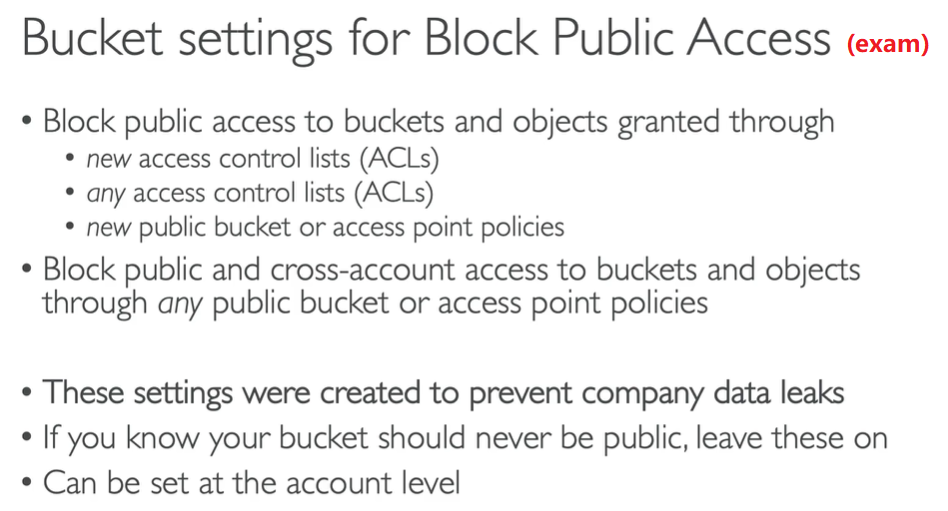 Bucket settings for Block Public Access (exam)
• Block public access to buckets and objects granted through
• new access control lists (ACLs)
• any access control lists (ACLs)
• new public bucket or access point policies
• Block public and cross-account access to buckets and objects
through any public bucket or access point policies
• These settings were created to prevent company data leaks
• If you know your bucket should never be public, leave these on
• Can be set at the account level